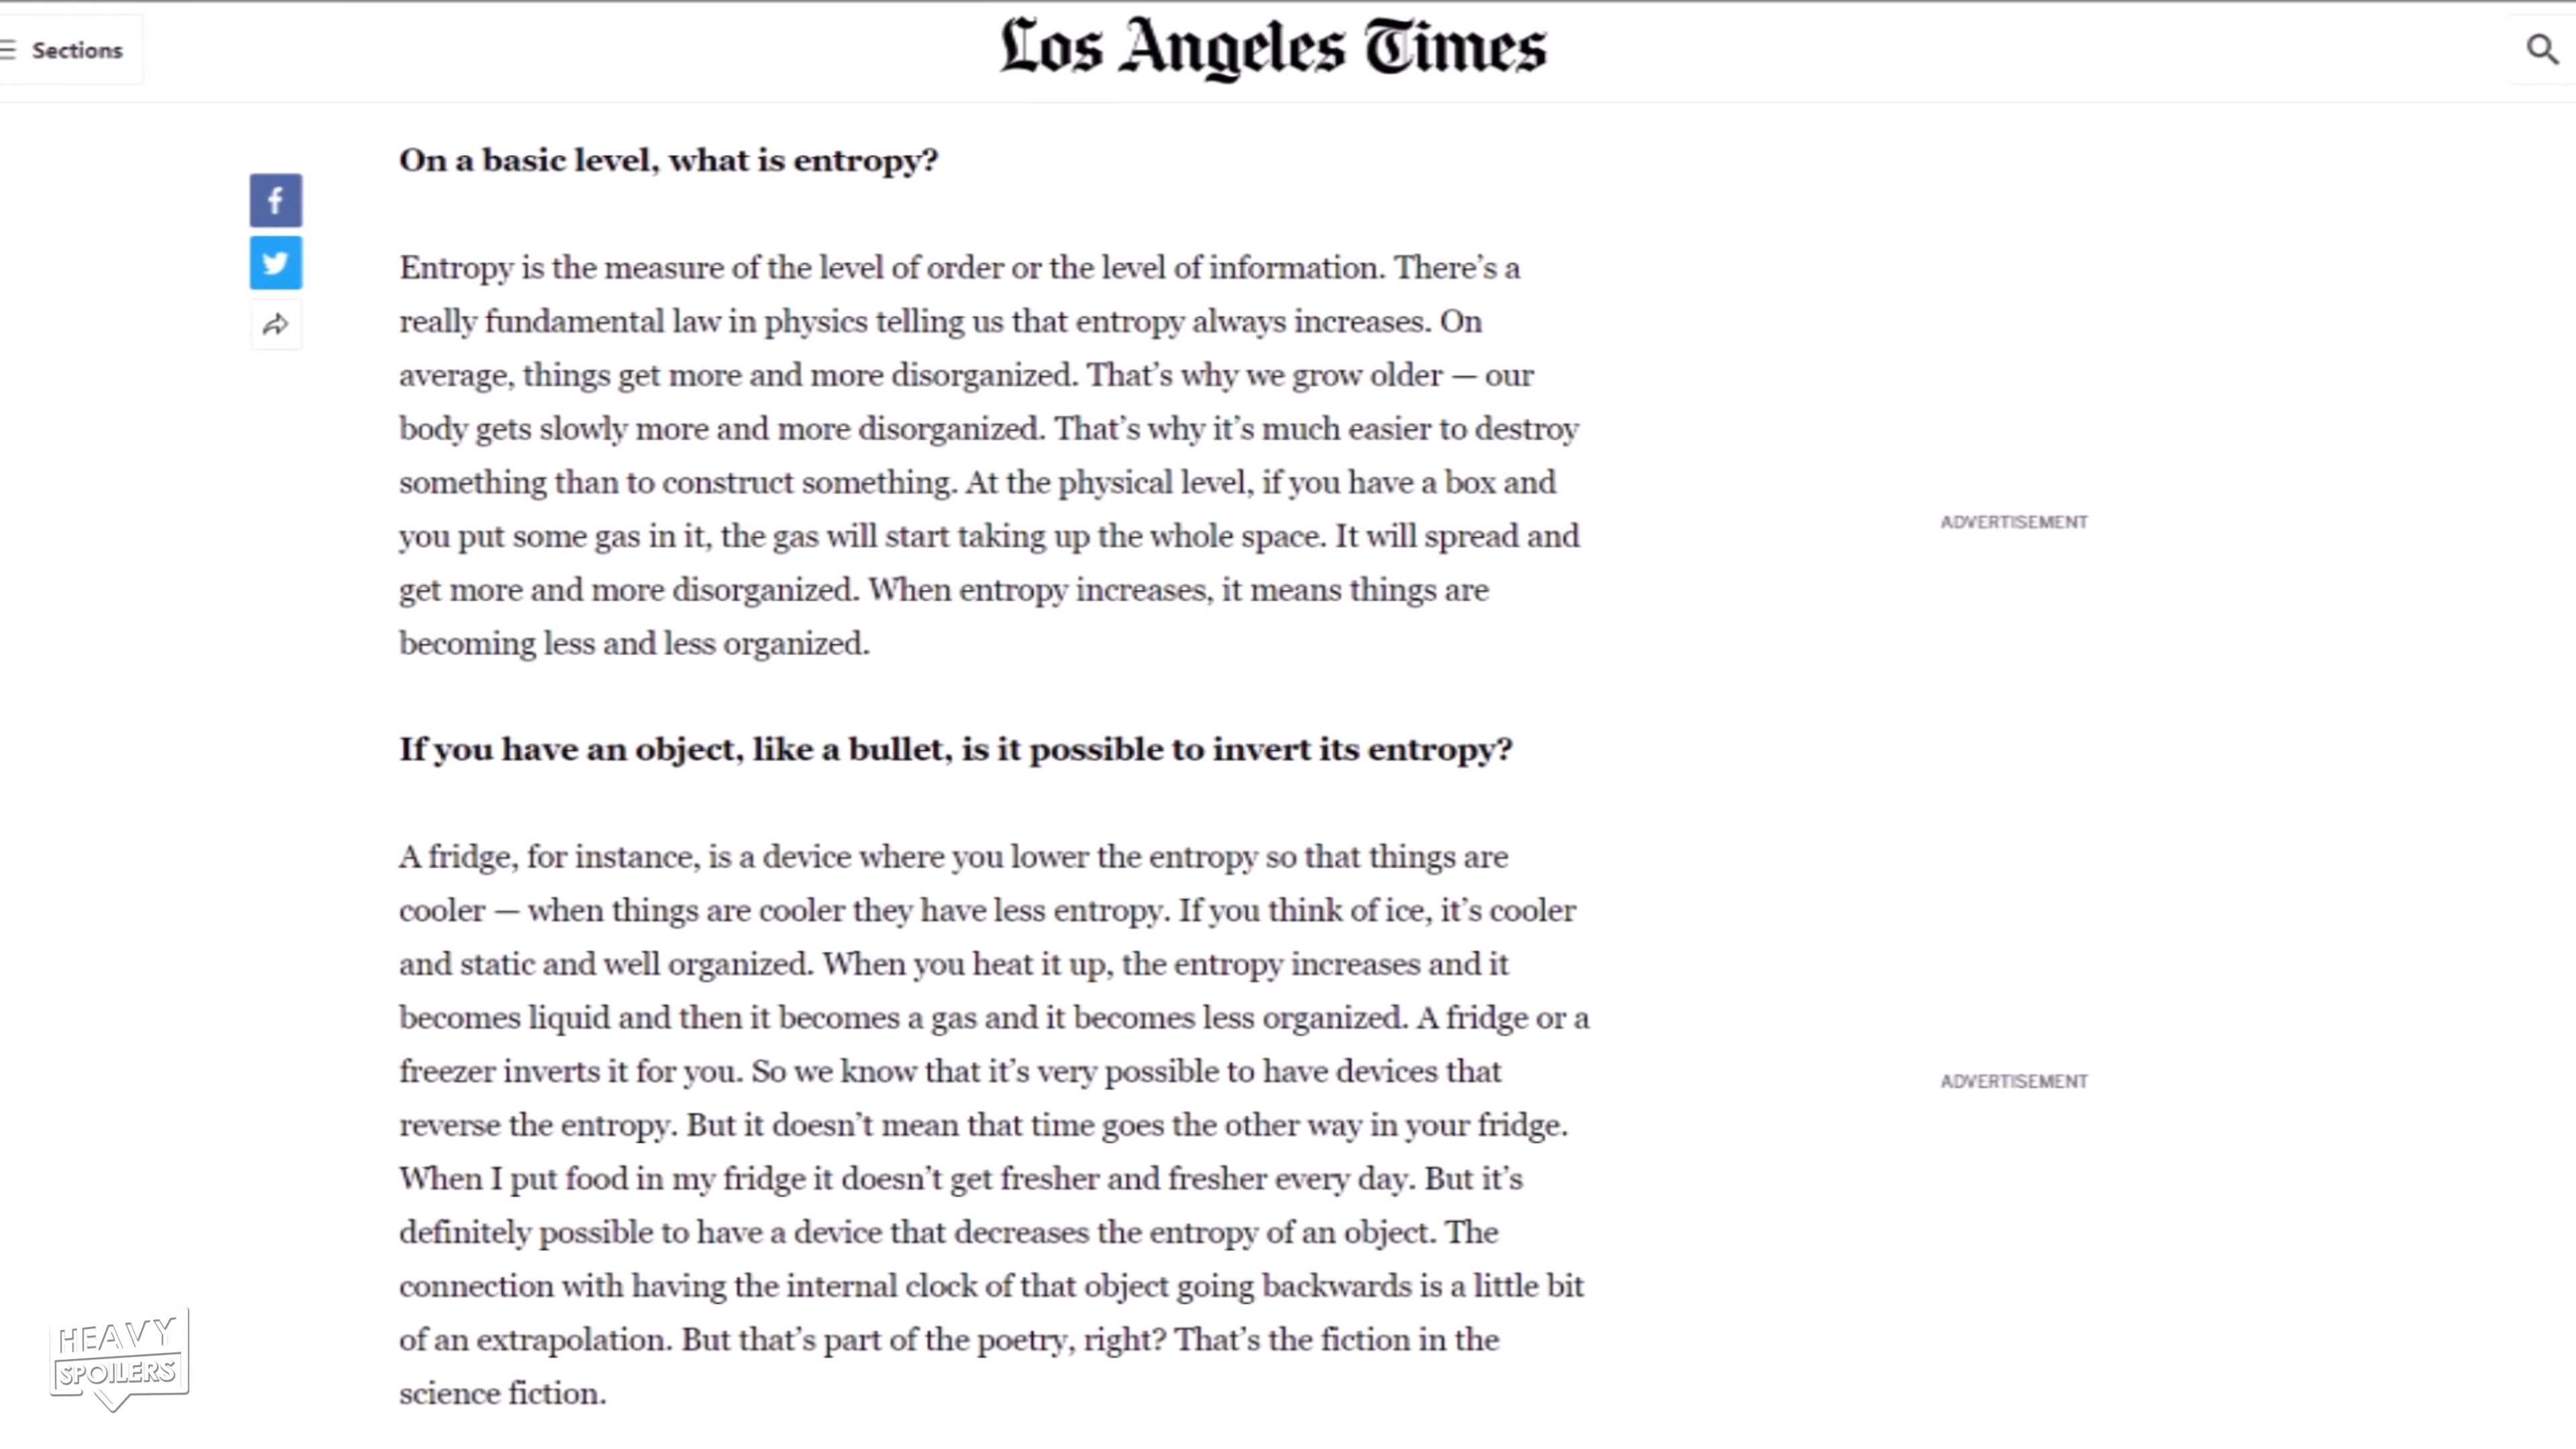 Sections
Los Angeles Times
On a basic level, what is entropy?
Entropy is the measure of the level of order or the level of information. There’s a
really fundamental law in physics telling us that entropy always increases. On
average, things get more and more disorganized. That’s why we grow older — our
body gets slowly more and more disorganized. That’s why it’s much easier to destroy
something than to construct something. At the physical level, if you have a box and
you put some gas in it, the gas will start taking up the whole space. It will spread and
get more and more disorganized. When entropy increases, it means things are
becoming less and less organized.
ADVERTISEMENT
If you have an object, like a bullet, is it possible to invert its entropy?
A fridge, for instance, is a device where you lower the entropy so that things are
cooler — when things are cooler they have less entropy. If you think of ice, it’s cooler
and static and well organized. When you heat it up, the entropy increases and it
becomes liquid and then it becomes a gas and it becomes less organized. A fridge or a
freezer inverts it for you. So we know that it’s very possible to have devices that
reverse the entropy. But it doesn’t mean that time goes the other way in your fridge.
When I put food in my fridge it doesn’t get fresher and fresher every day. But it’s
definitely possible to have a device that decreases the entropy of an object. The
connection with having the internal clock of that object going backwards is a little bit
of an extrapolation. But that’s part of the poetry, right? That’s the fiction in the
science fiction.
ADVERTISEMENT
HEAVY
SPOILERS